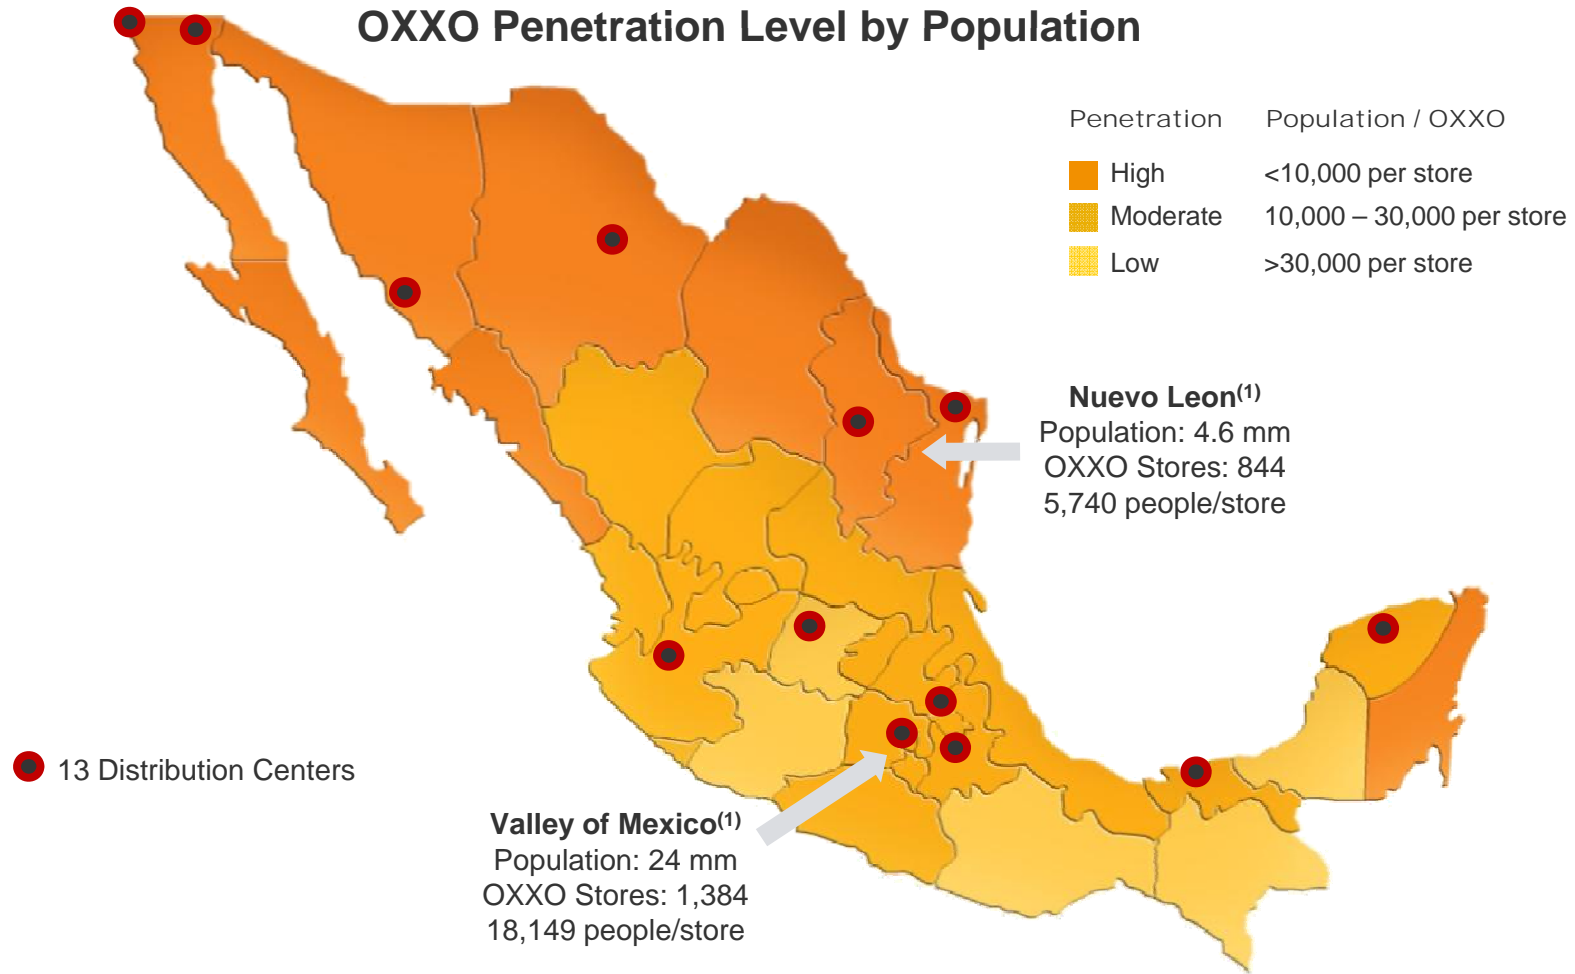 OXXO Penetration Level by Population
Penetration Population / OXXO
High <10,000 per store
Moderate 10,000 – 30,000 per store
Low >30,000 per store
Nuevo Leon(1)
Population: 4.6 mm
OXXO Stores: 844
5,740 people/store
13 Distribution Centers
Valley of Mexico(1)
Population: 24 mm
OXXO Stores: 1,384
18,149 people/store